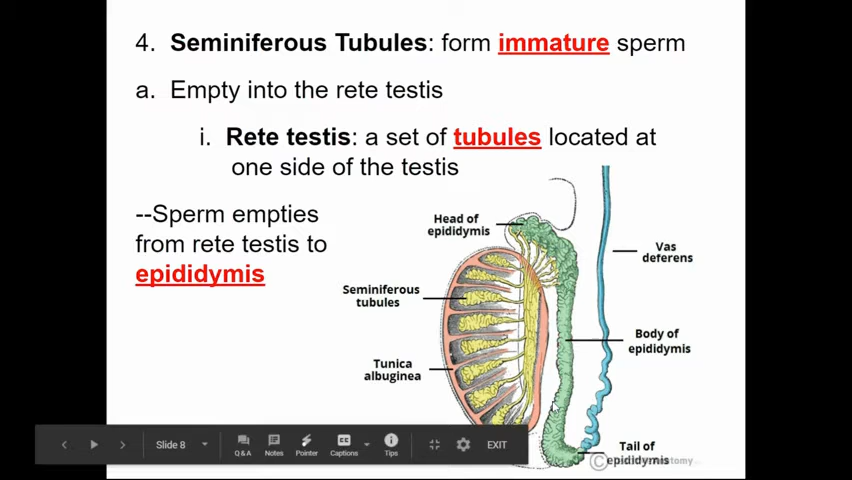 4. Seminiferous Tubules: form immature sperm
a. Empty into the rete testis
i. Rete testis: a set of tubules located at
one side of the testis
--Sperm empties
from rete testis to
epididymis
Head of
epididymis
Vas
deferens
Seminiferous
tubules
Body of
epididymis
Tunica
albuginea
Tail of
epididymis
Slide 8
Q&A
Notes
Pointer
Captions
Tips
EXIT